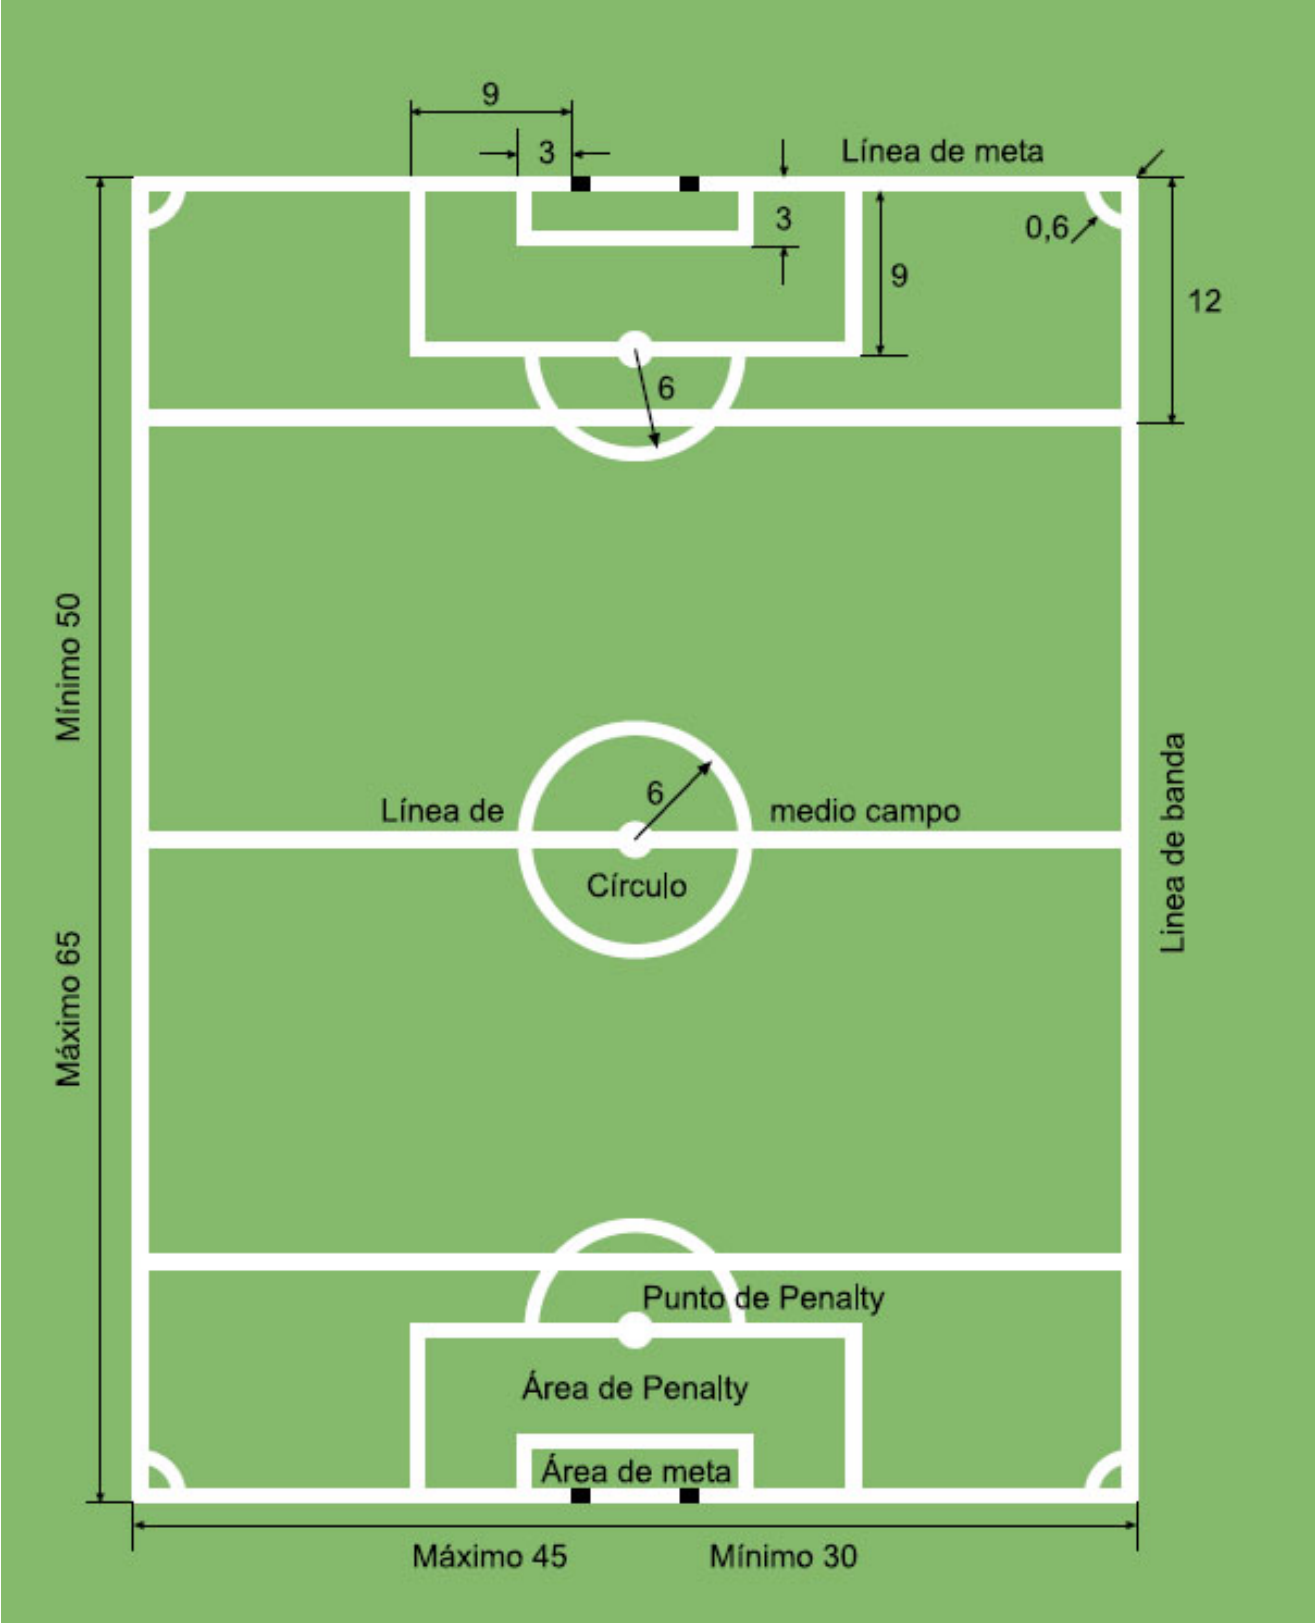 9
3
Línea de meta
3
0,6
9
12
6
Mínimo 50
6
Línea de
medio campo
Círculo
Linea de banda
Máximo 65
Punto de Penalty
Área de Penalty
Área de meta
Máximo 45
Mínimo 30